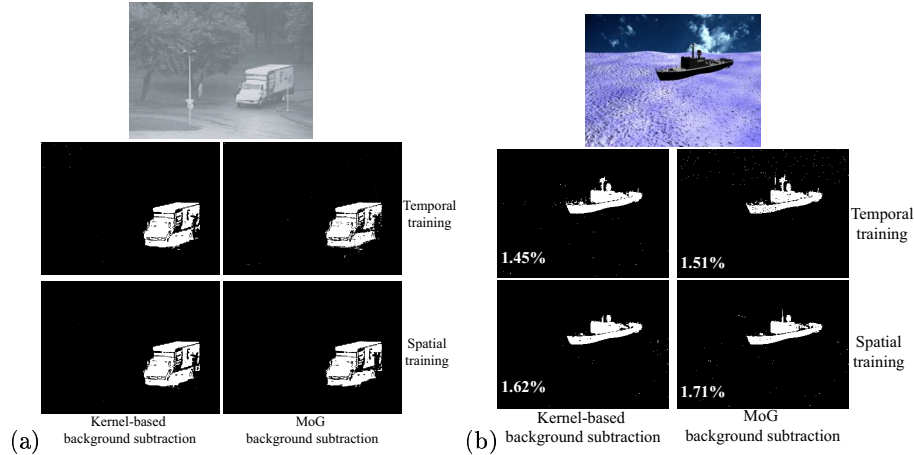 Temporal
training
Spatial
training
Kernel-based
background subtraction
MoG
background subtraction
(a)
1.45%
1.51%
Temporal
training
1.62%
1.71%
Spatial
training
Kernel-based
background subtraction
MoG
background subtraction
(b)